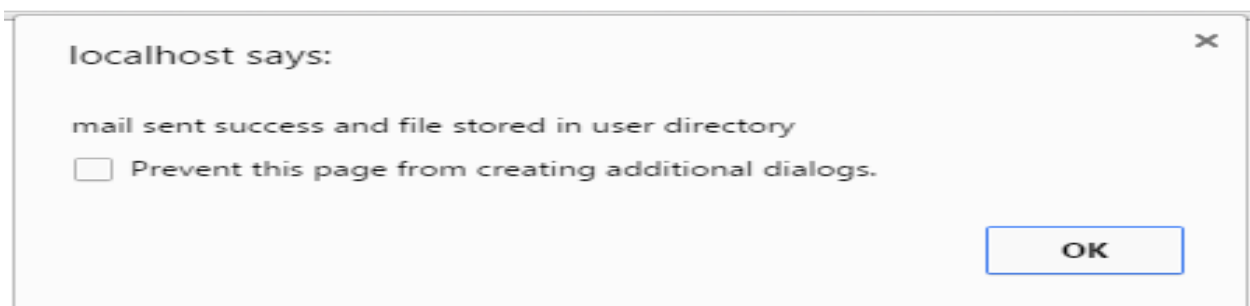 localhost says:
mail sent success and file stored in user directory
Prevent this page from creating additional dialogs.
OK